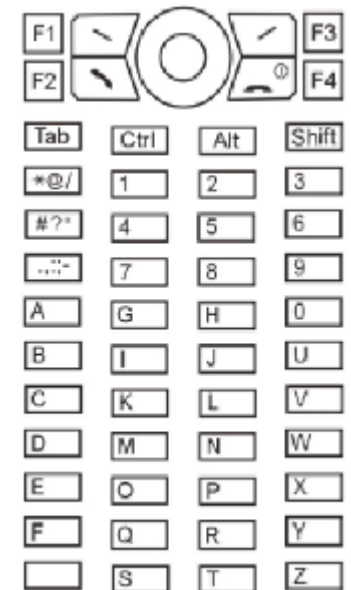 F1 F3
F2 F4
Tab Ctrl Alt Shift
*@/ 1 2 3
#?" 4 5 6
.,:;- 7 8 9
A G H 0
B I J U
C K L V
D M N W
E O P X
F Q R Y
S T Z